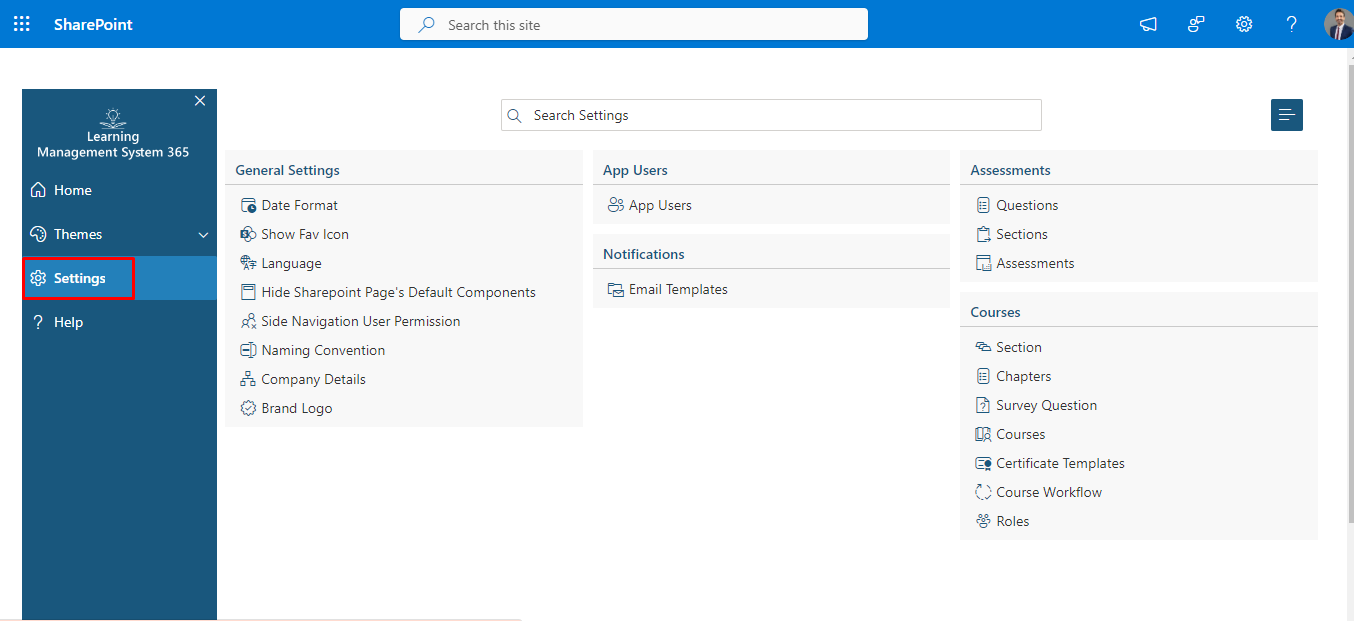 SharePoint
Search this site
Learning
Management System 365
Home
Themes
Settings
Help
Search Settings
General Settings
Date Format
Show Fav Icon
Language
Hide Sharepoint Page's Default Components
Side Navigation User Permission
Naming Convention
Company Details
Brand Logo
App Users
App Users
Notifications
Email Templates
Assessments
Questions
Sections
Assessments
Courses
Section
Chapters
Survey Question
Courses
Certificate Templates
Course Workflow
Roles